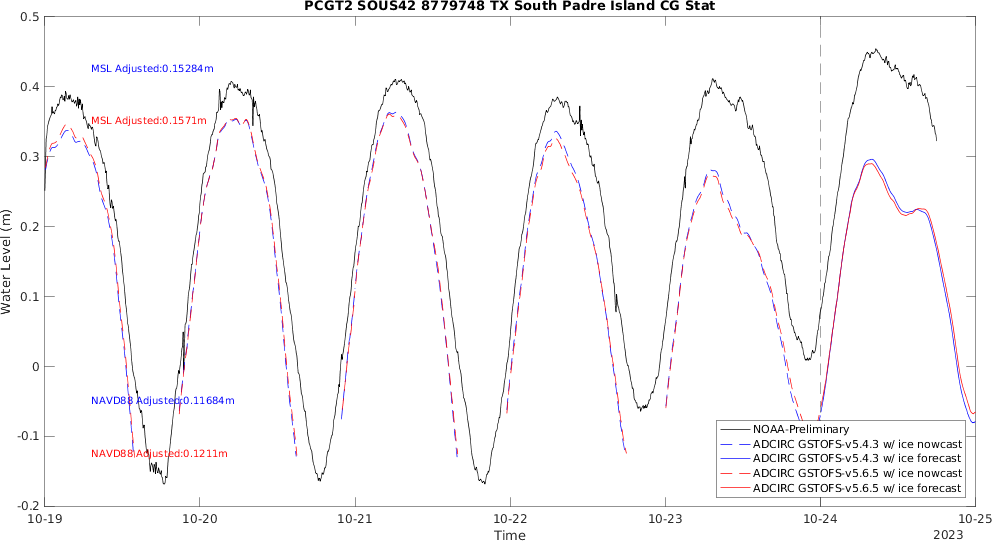 PCGT2 SOUS42 8779748 TX South Padre Island CG Stat
0.5
0.4
0.3
0.2
0.1
0
-0.1
-0.2
Water Level (m)
MSL Adjusted:0.15284m
MSL Adjusted:0.1571m
NAVD88 Adjusted:0.11684m
NAVD88 Adjusted:0.1211m
NOAA-Preliminary
ADCIRC GSTOFS-v5.4.3 w/ ice nowcast
ADCIRC GSTOFS-v5.4.3 w/ ice forecast
ADCIRC GSTOFS-v5.6.5 w/ ice nowcast
ADCIRC GSTOFS-v5.6.5 w/ ice forecast
10-19 10-20 10-21 10-22 10-23 10-24 10-25
Time
2023